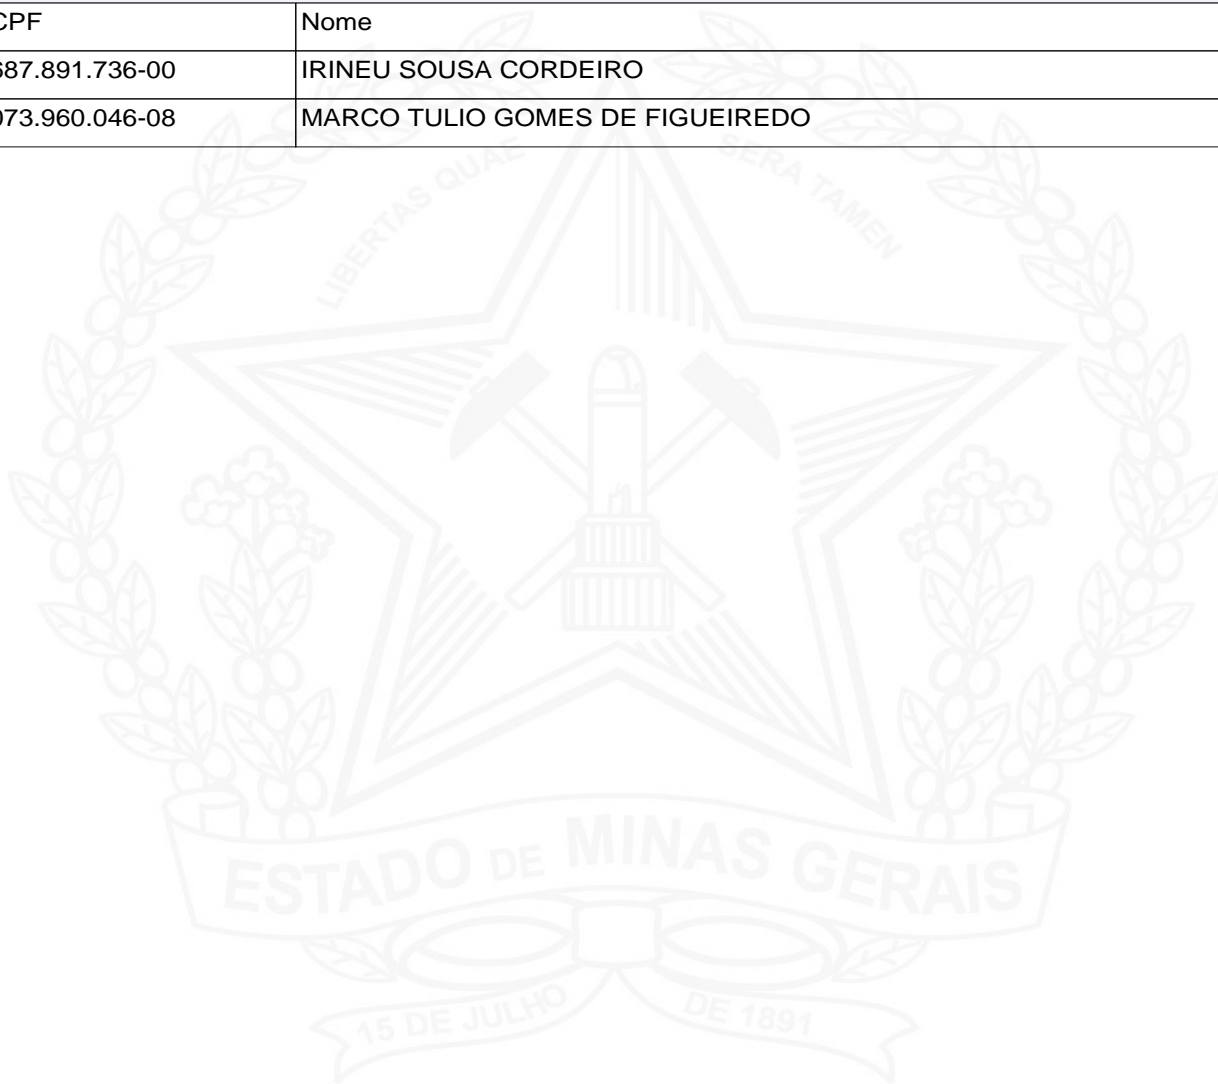 CPF Nome
687.891.736-00 IRINEU SOUSA CORDEIRO
073.960.046-08 MARCO TULIO GOMES DE FIGUEIREDO
LIBERTAS QUAE SERA TAMEN
ESTADO DE MINAS GERAIS
15 DE JULHO DE 1891